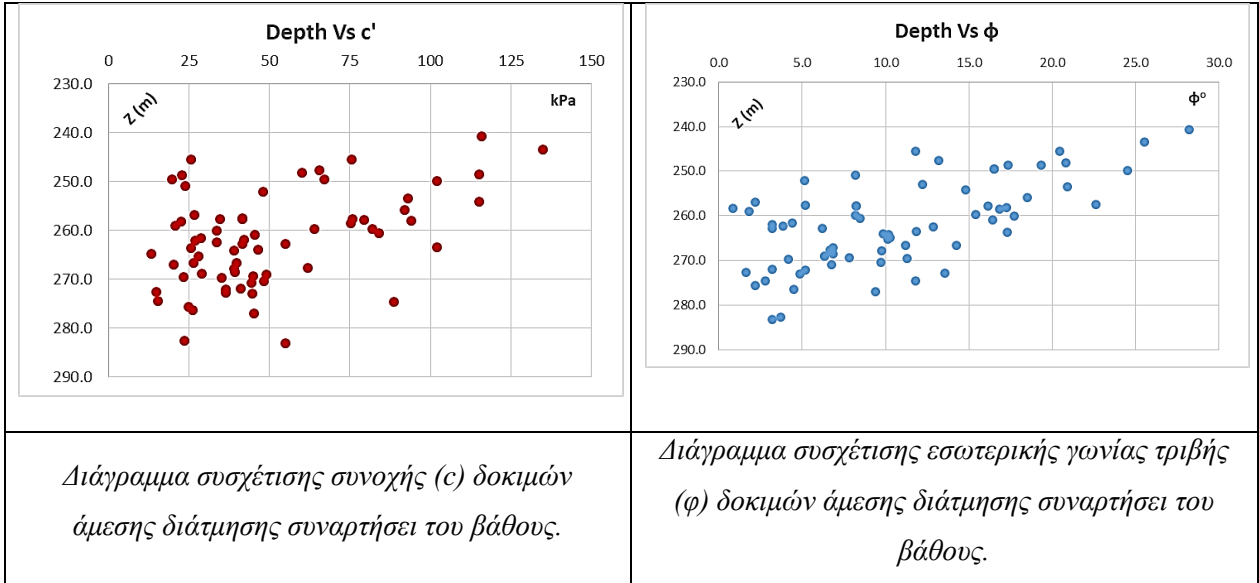 Depth Vs c'
0 25 50 75 100 125 150
230.0
Z (m)
kPa
240.0
250.0
260.0
270.0
280.0
290.0
Depth Vs ф
0.0 5.0 10.0 15.0 20.0 25.0 30.0
230.0
Z (m)
фº
240.0
250.0
260.0
270.0
280.0
290.0
Διάγραμμα συσχέτισης συνοχής (c) δοκιμών
άμεσης διάτμησης συναρτήσει του βάθους.
Διάγραμμα συσχέτισης εσωτερικής γωνίας τριβής
(φ) δοκιμών άμεσης διάτμησης συναρτήσει του
βάθους.